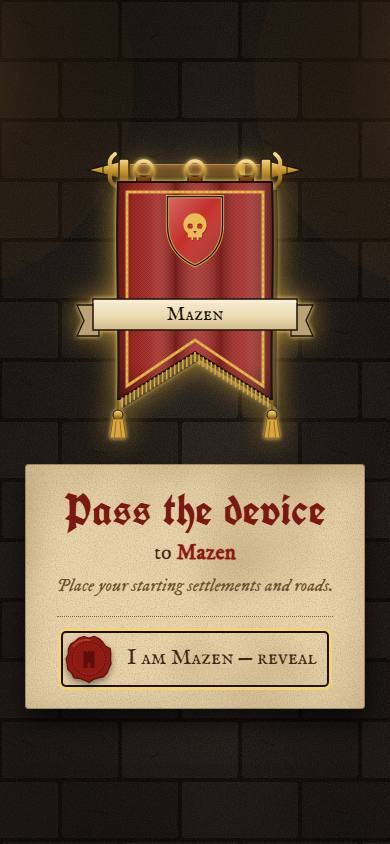 Mazen
Pass the device
to Mazen
Place your starting settlements and roads.
M
I am Mazen — reveal